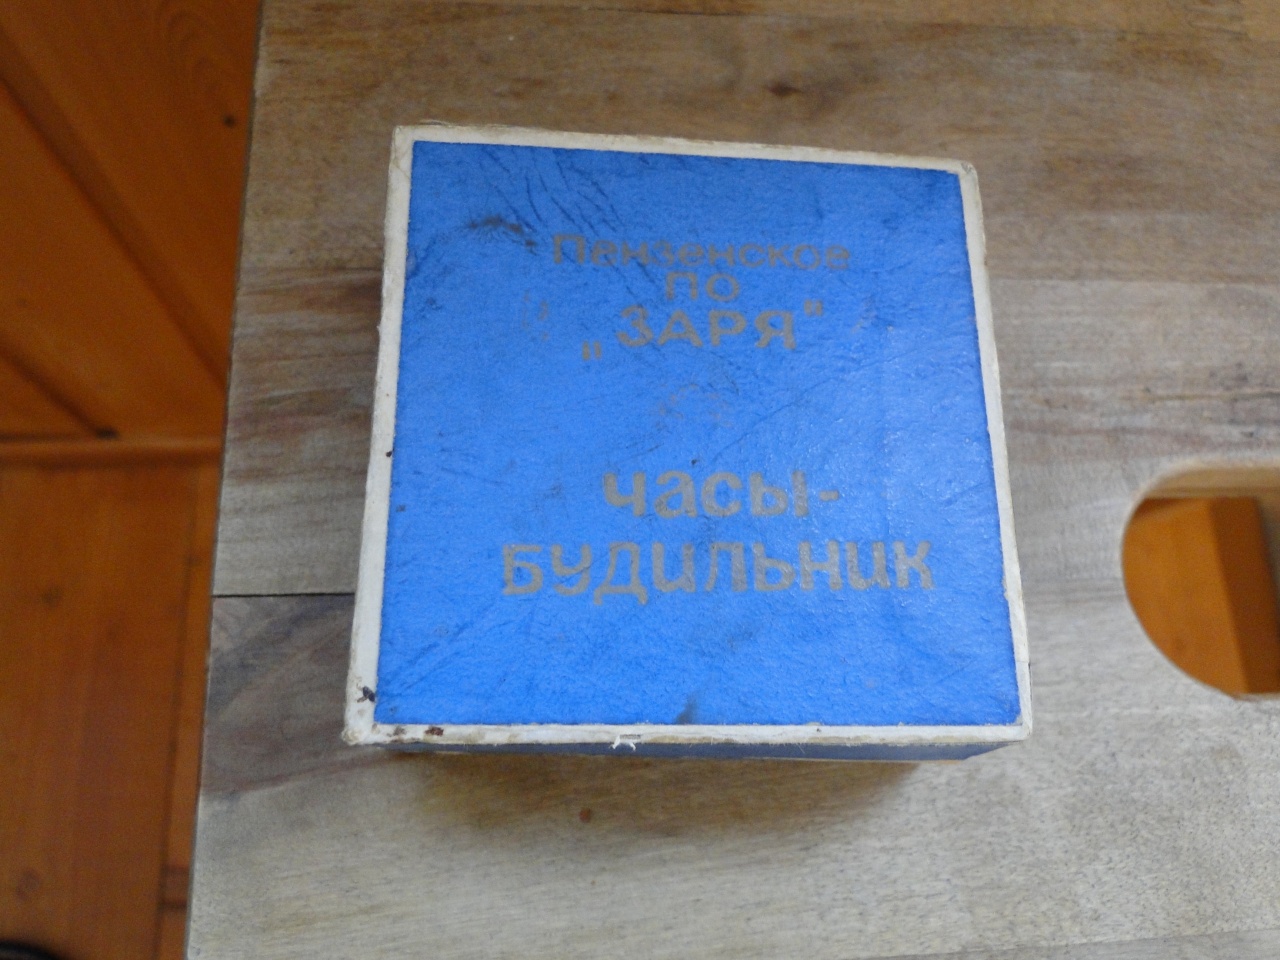 Пензенское
ПО
„ЗАРЯ"
часы-
будильник